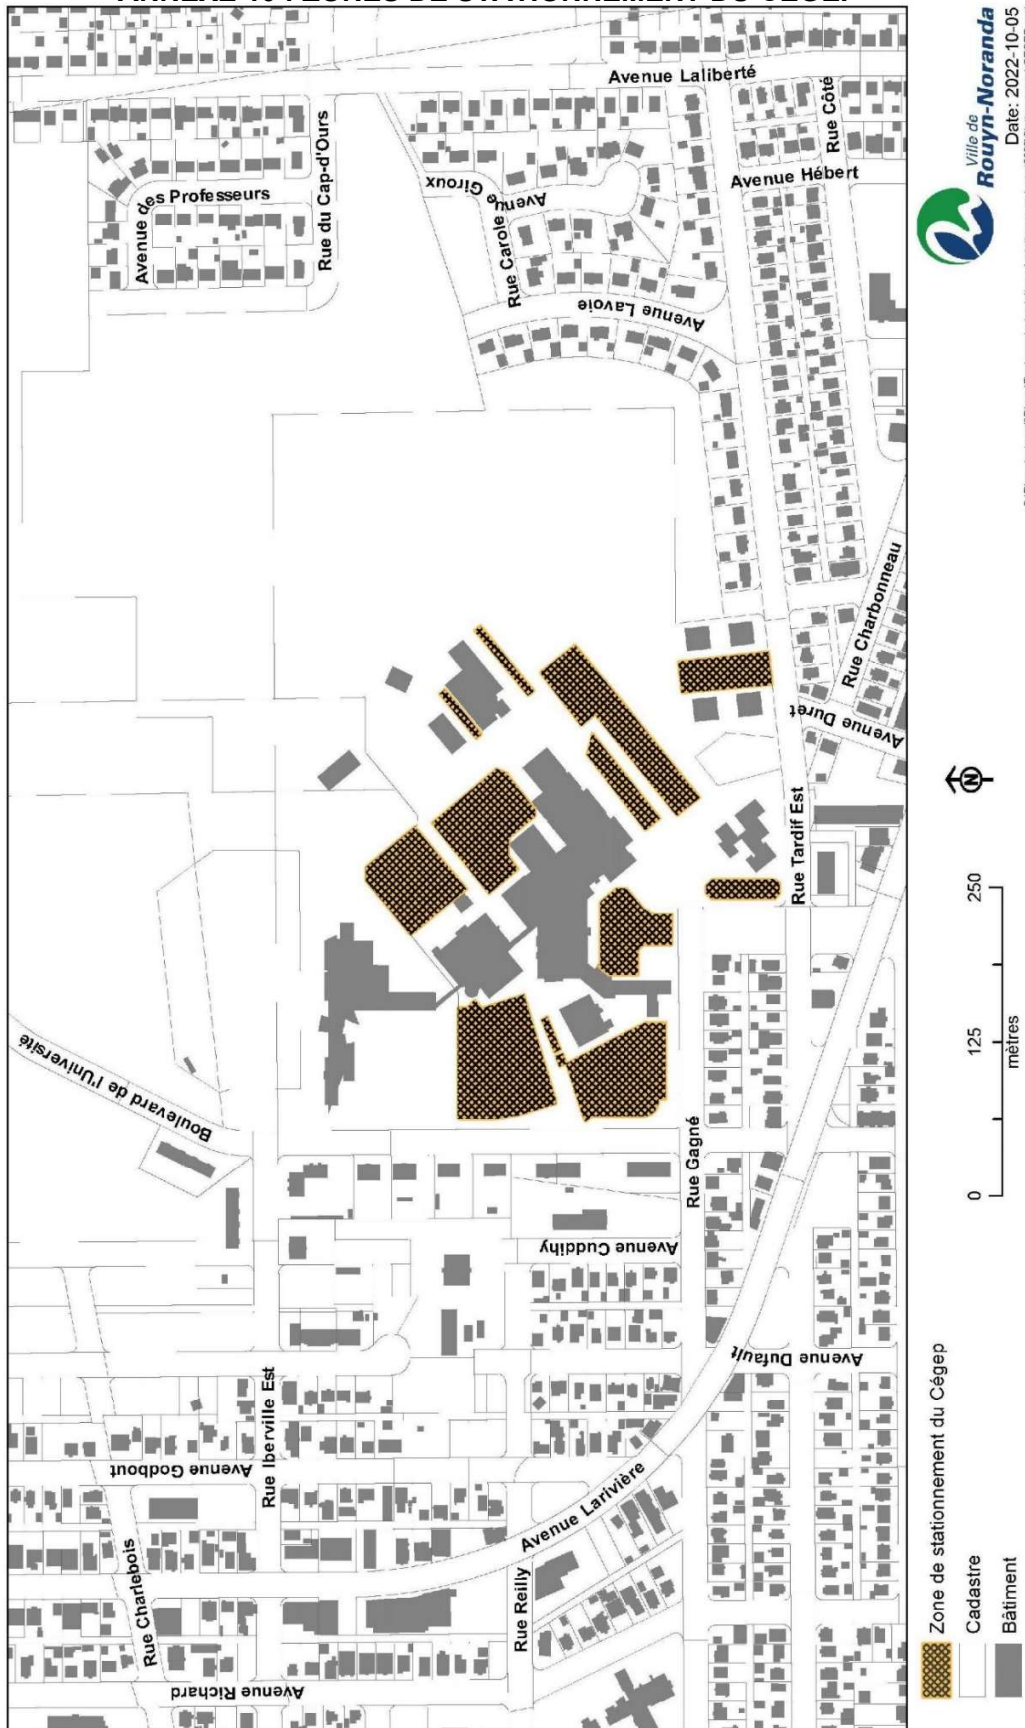 Avenue Laliberté
Rue Côté
Avenue Hébert
Avenue des Professeurs
Rue du Cap-d'Ours
Avenue Giroux
Rue Carole
Avenue Lavoie
Rue Charbonneau
Avenue Duret
Rue Tardif Est
Boulevard de l'Université
Rue Gagné
Avenue Cuddihy
Avenue Dufault
Rue Iberville Est
Avenue Godbout
Avenue Larivière
Rue Reilly
Rue Charlebois
Avenue Richard
Ville de
Rouyn-Noranda
Date: 2022-10-05
N
0 125 250
mètres
Zone de stationnement du Cégep
Cadastre
Bâtiment